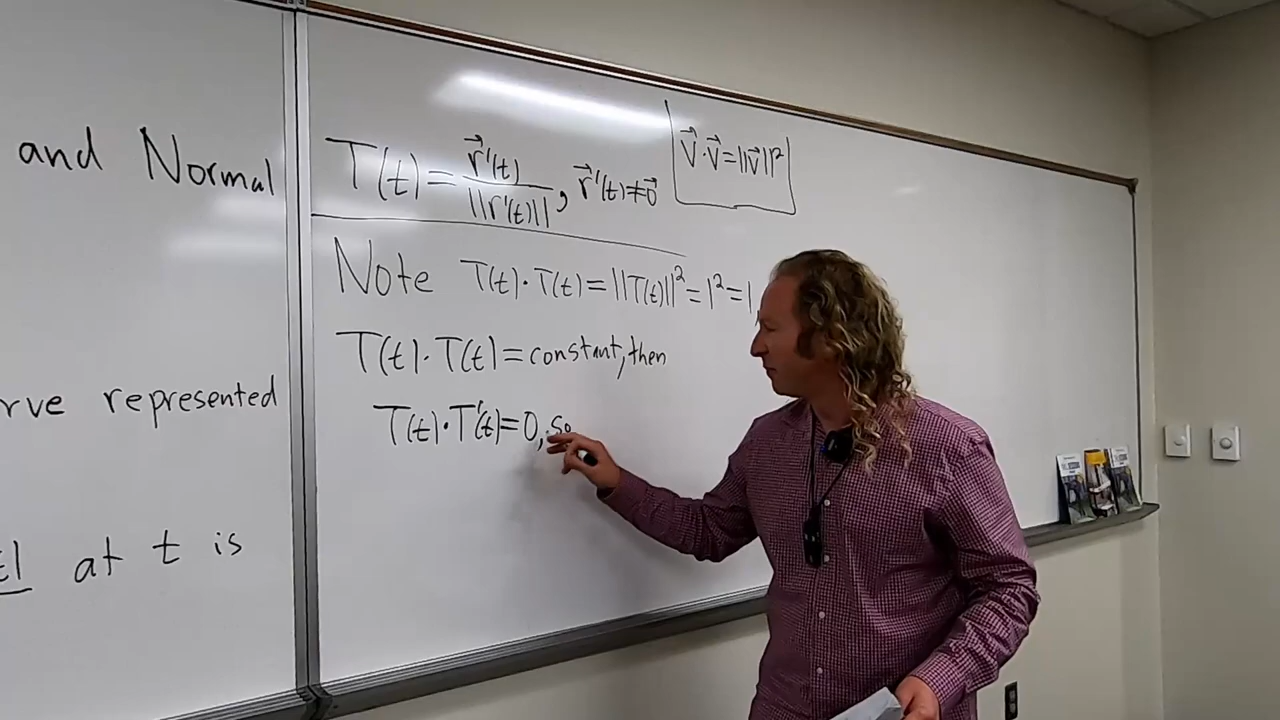 and Normal
rve represented
at t is
T(t) = r⃗'(t) / ||r'(t)||, r⃗'(t)≠0⃗
v⃗·v⃗=||v⃗||²
Note T(t)·T(t)=||T(t)||²=1²=1,
T(t)·T(t)=constant, then
T(t)·T'(t)=0, so